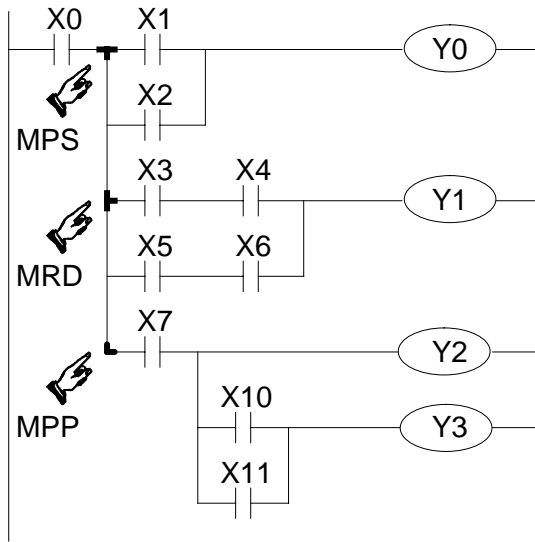 X0 X1 Y0
X2
MPS
X3 X4 Y1
X5 X6
MRD
X7 Y2
X10 Y3
MPP
X11